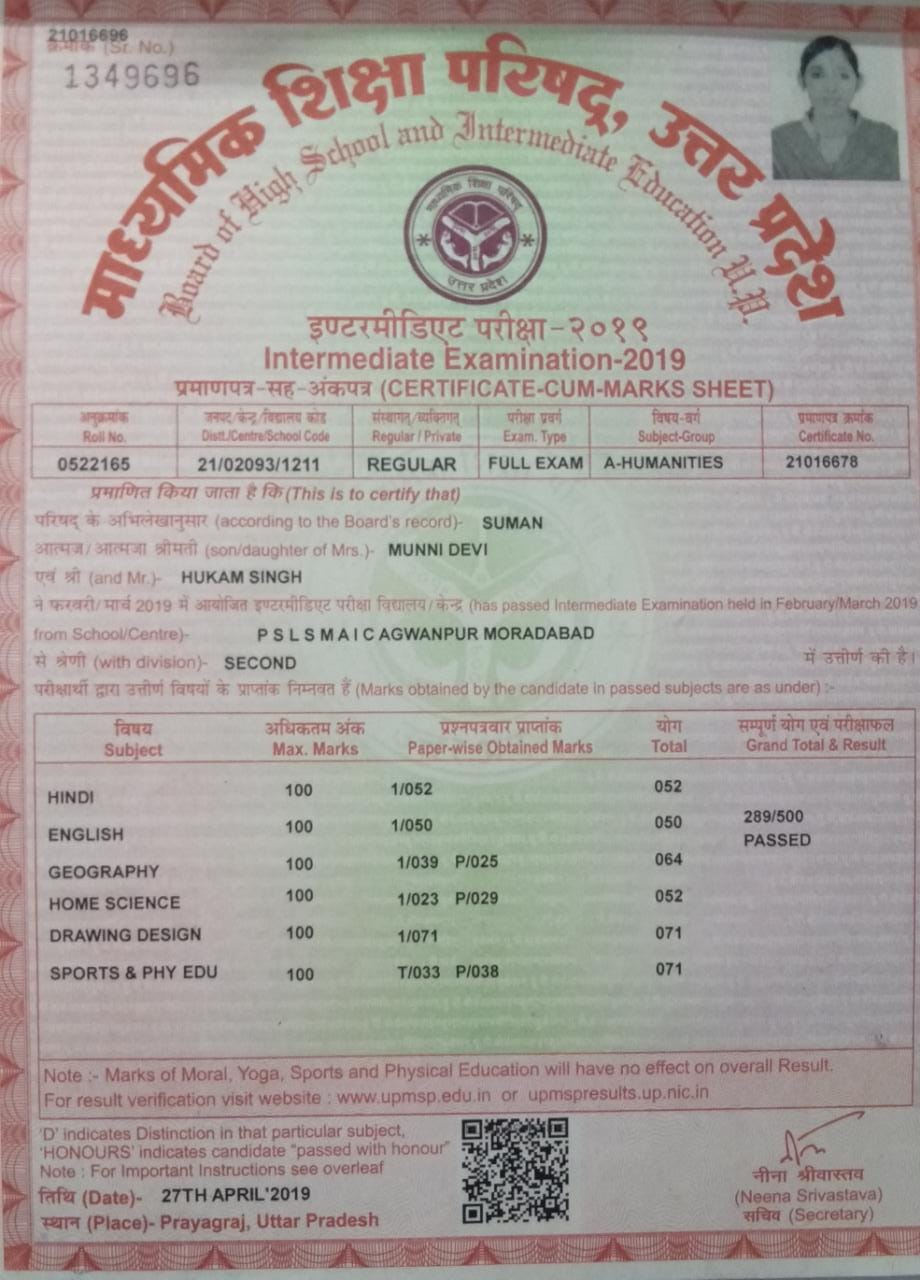 21016696
क्रमांक (Sr. No.)
1349696
माध्यमिक शिक्षा परिषद्, उत्तर प्रदेश
Board of High School and Intermediate Education U.P.
माध्यमिक शिक्षा परिषद्
उत्तर प्रदेश
इण्टरमीडिएट परीक्षा-२०१९
Intermediate Examination-2019
प्रमाणपत्र-सह-अंकपत्र (CERTIFICATE-CUM-MARKS SHEET)
अनुक्रमांक जनपद/केन्द्र/विद्यालय कोड संस्थागत्/व्यक्तिगत् परीक्षा प्रवर्ग विषय-वर्ग प्रमाणपत्र क्रमांक
Roll No. Distt./Centre/School Code Regular / Private Exam. Type Subject-Group Certificate No.
0522165 21/02093/1211 REGULAR FULL EXAM A-HUMANITIES 21016678
प्रमाणित किया जाता है कि (This is to certify that)
परिषद् के अभिलेखानुसार (according to the Board's record)- SUMAN
आत्मज/आत्मजा श्रीमती (son/daughter of Mrs.)- MUNNI DEVI
एवं श्री (and Mr.)- HUKAM SINGH
ने फरवरी/मार्च 2019 में आयोजित इण्टरमीडिएट परीक्षा विद्यालय/केन्द्र (has passed Intermediate Examination held in February/March 2019
from School/Centre)- P S L S M A I C AGWANPUR MORADABAD
से श्रेणी (with division)- SECOND में उत्तीर्ण की है।
परीक्षार्थी द्वारा उत्तीर्ण विषयों के प्राप्तांक निम्नवत हैं (Marks obtained by the candidate in passed subjects are as under) :-
विषय अधिकतम अंक प्रश्नपत्रवार प्राप्तांक योग सम्पूर्ण योग एवं परीक्षाफल
Subject Max. Marks Paper-wise Obtained Marks Total Grand Total & Result
HINDI 100 1/052 052
ENGLISH 100 1/050 050 289/500
PASSED
GEOGRAPHY 100 1/039 P/025 064
HOME SCIENCE 100 1/023 P/029 052
DRAWING DESIGN 100 1/071 071
SPORTS & PHY EDU 100 T/033 P/038 071
Note :- Marks of Moral, Yoga, Sports and Physical Education will have no effect on overall Result.
For result verification visit website : www.upmsp.edu.in or upmspresults.up.nic.in
'D' indicates Distinction in that particular subject,
'HONOURS' indicates candidate "passed with honour"
Note : For Important Instructions see overleaf
तिथि (Date)- 27TH APRIL'2019
स्थान (Place)- Prayagraj, Uttar Pradesh
नीना श्रीवास्तव
(Neena Srivastava)
सचिव (Secretary)